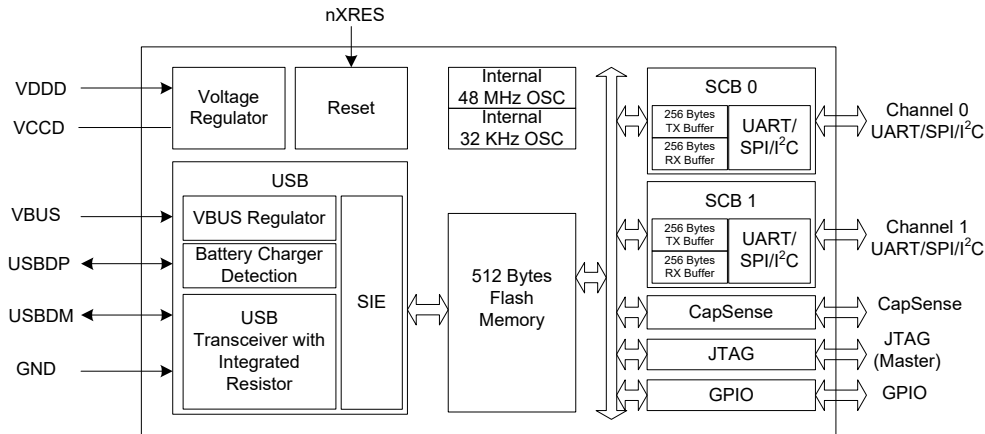 nXRES
VDDD
VCCD
VBUS
USBDP
USBDM
GND
Voltage
Regulator
Reset
Internal
48 MHz OSC
Internal
32 KHz OSC
USB
VBUS Regulator
Battery Charger
Detection
USB
Transceiver with
Integrated
Resistor
SIE
512 Bytes
Flash
Memory
SCB 0
256 Bytes
TX Buffer
256 Bytes
RX Buffer
UART/
SPI/I²C
SCB 1
256 Bytes
TX Buffer
256 Bytes
RX Buffer
UART/
SPI/I²C
CapSense
JTAG
GPIO
Channel 0
UART/SPI/I²C
Channel 1
UART/SPI/I²C
CapSense
JTAG
(Master)
GPIO